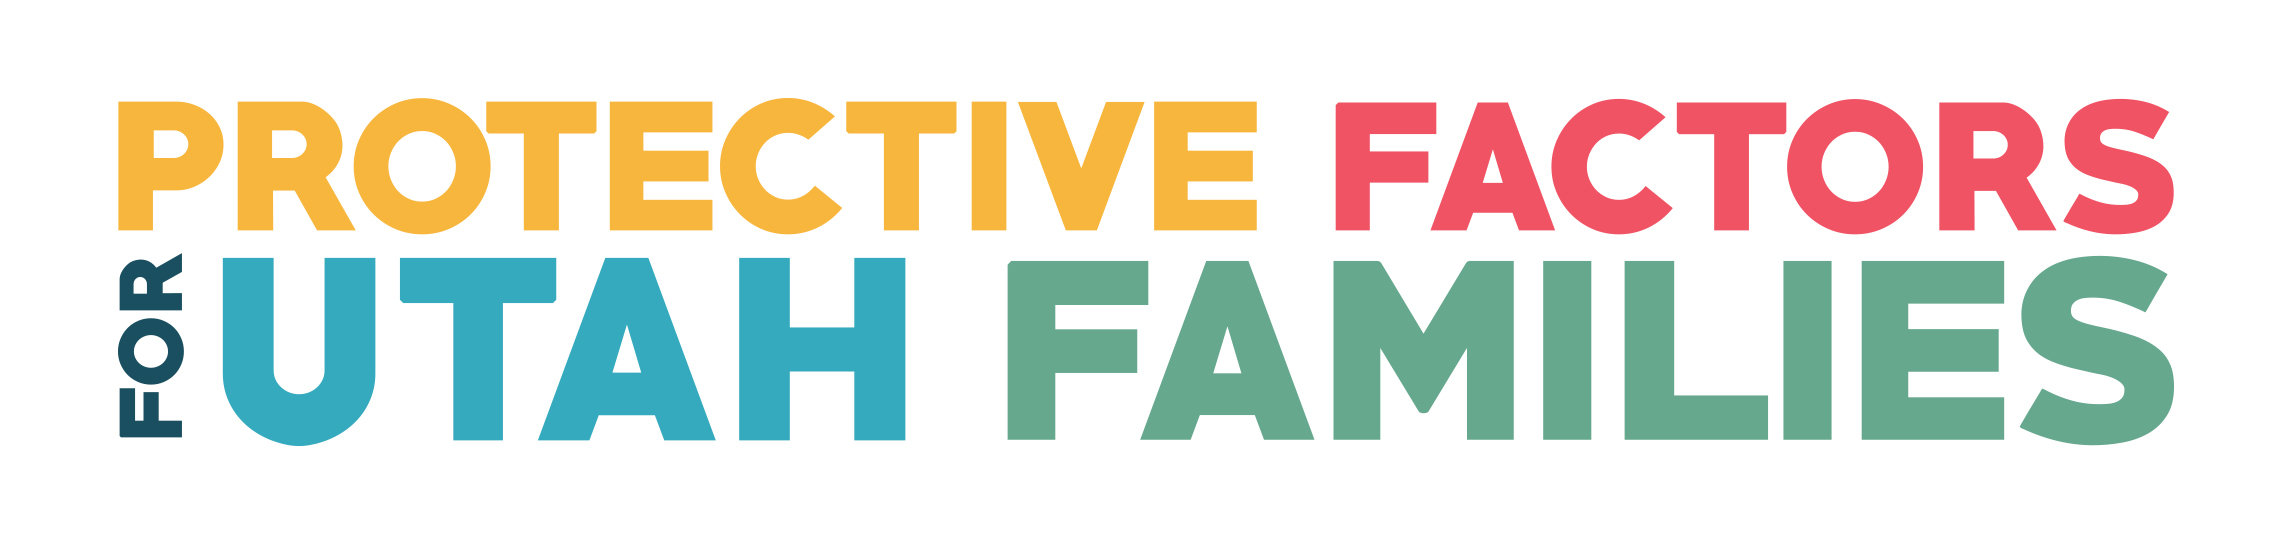 PROTECTIVE FACTORS
FOR UTAH FAMILIES